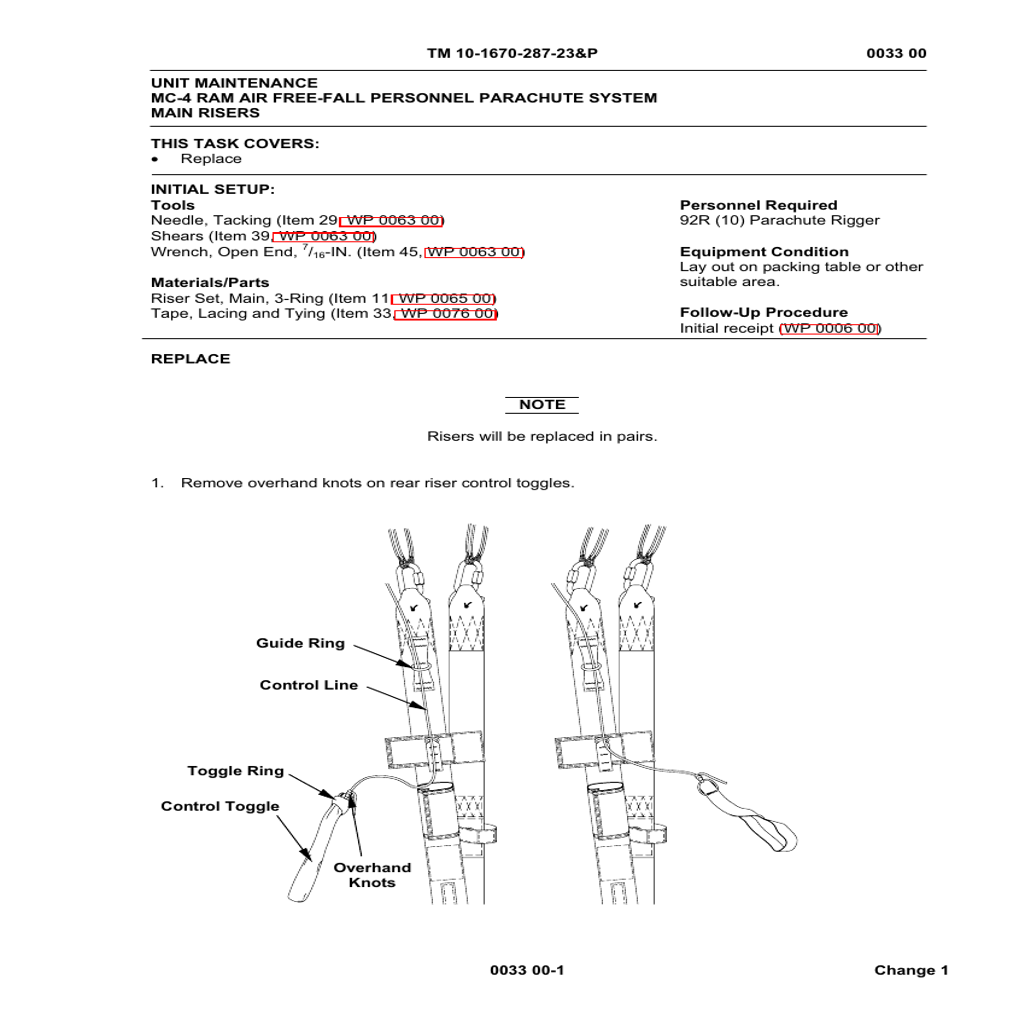 TM 10-1670-287-23&P 0033 00
UNIT MAINTENANCE
MC-4 RAM AIR FREE-FALL PERSONNEL PARACHUTE SYSTEM
MAIN RISERS
THIS TASK COVERS:
• Replace
INITIAL SETUP:
Tools
Needle, Tacking (Item 29, WP 0063 00)
Shears (Item 39, WP 0063 00)
Wrench, Open End, 7/16-IN. (Item 45, WP 0063 00)
Materials/Parts
Riser Set, Main, 3-Ring (Item 11, WP 0065 00)
Tape, Lacing and Tying (Item 33, WP 0076 00)
Personnel Required
92R (10) Parachute Rigger
Equipment Condition
Lay out on packing table or other
suitable area.
Follow-Up Procedure
Initial receipt (WP 0006 00)
REPLACE
NOTE
Risers will be replaced in pairs.
1. Remove overhand knots on rear riser control toggles.
Guide Ring
Control Line
Toggle Ring
Control Toggle
Overhand
Knots
0033 00-1 Change 1